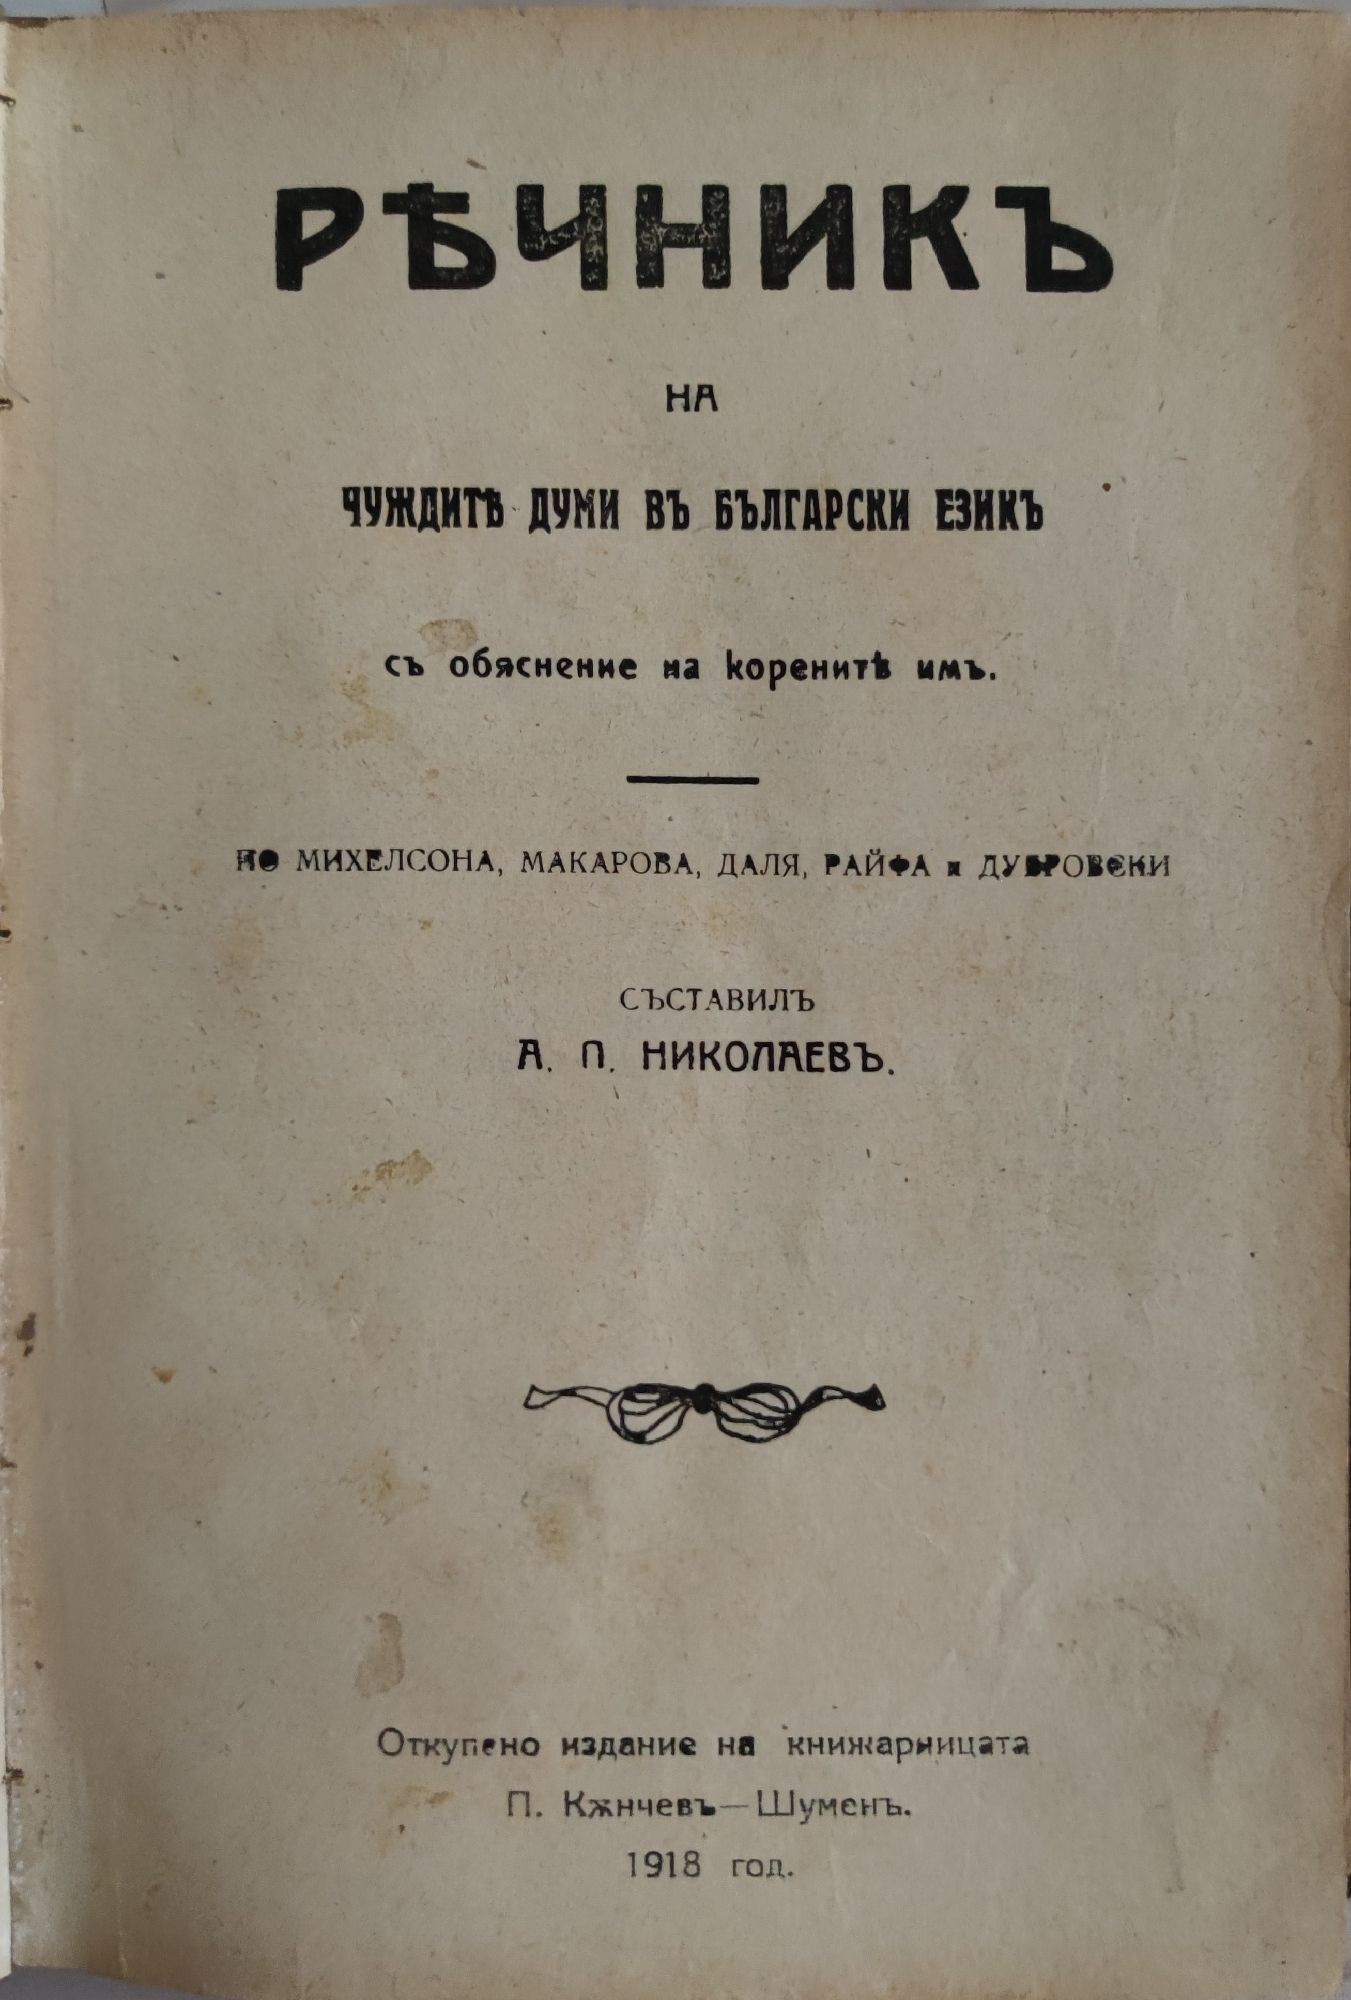 РѢЧНИКЪ
НА
ЧУЖДИТѢ ДУМИ ВЪ БЪЛГАРСКИ ЕЗИКЪ
съ обяснение на коренитѣ имъ.
ПО МИХЕЛСОНА, МАКАРОВА, ДАЛЯ, РАЙФА и ДУБРОВСКИ
СЪСТАВИЛЪ
А. П. НИКОЛАЕВЪ.
Откупено издание на книжарницата
П. Кѫнчевъ—Шуменъ.
1918 год.